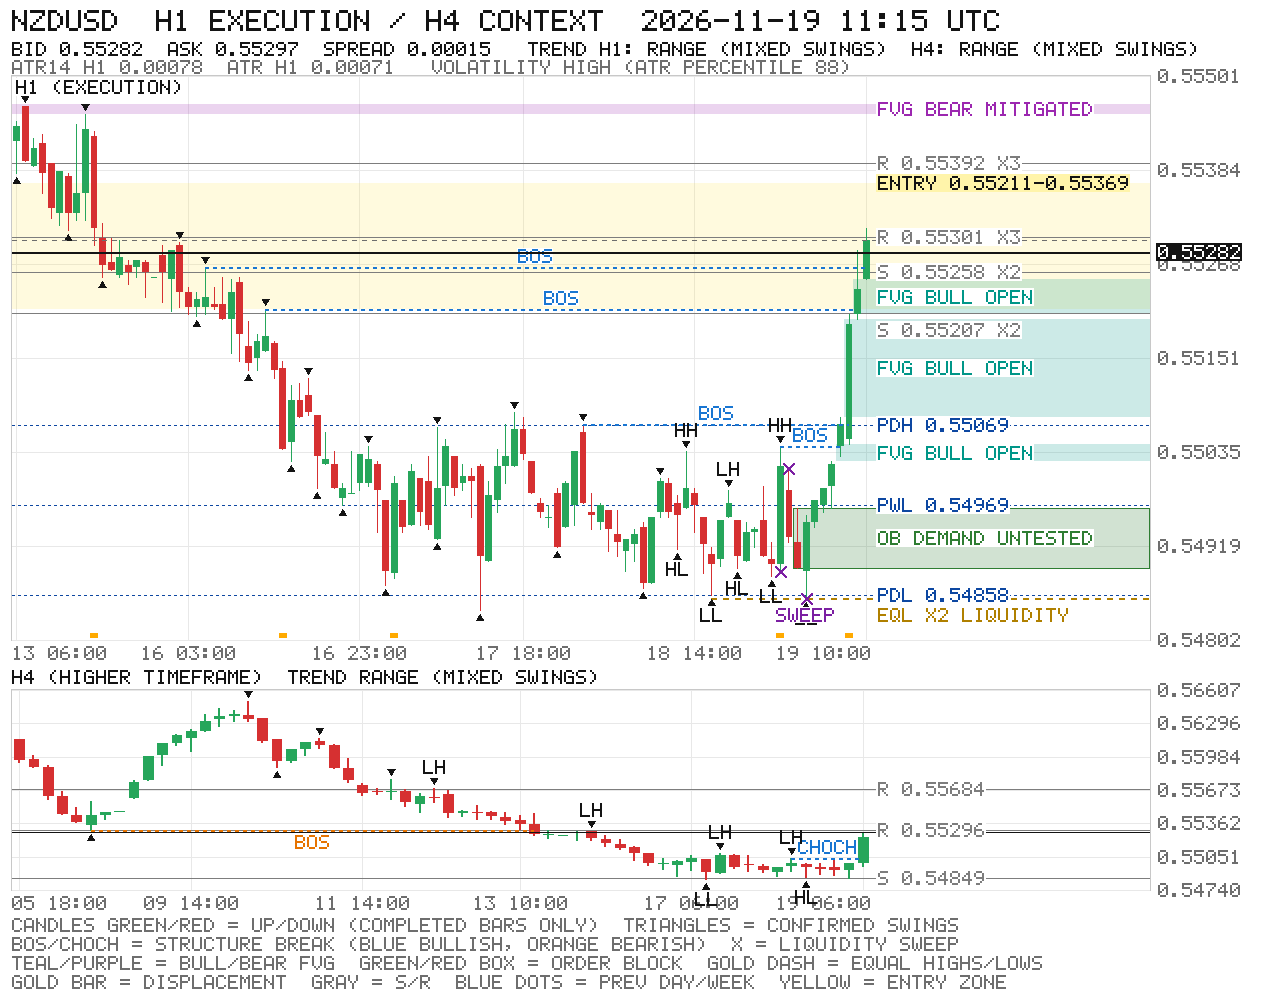 NZDUSD  H1 EXECUTION / H4 CONTEXT  2026-11-19 11:15 UTC
BID 0.55282  ASK 0.55297  SPREAD 0.00015   TREND H1: RANGE (MIXED SWINGS)  H4: RANGE (MIXED SWINGS)
ATR14 H1 0.00078  ATR H1 0.00071   VOLATILITY HIGH (ATR PERCENTILE 88)
H1 (EXECUTION)
0.55501
FVG BEAR MITIGATED
R 0.55392 X3
0.55384
ENTRY 0.55211-0.55369
R 0.55301 X3
BOS
0.55282
0.55268
S 0.55258 X2
BOS
FVG BULL OPEN
S 0.55207 X2
0.55151
FVG BULL OPEN
BOS
HH
HH
BOS
PDH 0.55069
FVG BULL OPEN
0.55035
LH
PWL 0.54969
OB DEMAND UNTESTED
0.54919
HL
HL
LL
PDL 0.54858
LL
SWEEP
EQL X2 LIQUIDITY
0.54802
13 06:00   16 03:00   16 23:00   17 18:00   18 14:00   19 10:00
H4 (HIGHER TIMEFRAME)  TREND RANGE (MIXED SWINGS)
0.56607
0.56296
0.55984
LH
R 0.55684
0.55673
LH
0.55362
R 0.55296
BOS
LH
LH
CHOCH
0.55051
S 0.54849
0.54740
LL
HL
05 18:00   09 14:00   11 14:00   13 10:00   17 06:00   19 06:00
CANDLES GREEN/RED = UP/DOWN (COMPLETED BARS ONLY)  TRIANGLES = CONFIRMED SWINGS
BOS/CHOCH = STRUCTURE BREAK (BLUE BULLISH, ORANGE BEARISH)  X = LIQUIDITY SWEEP
TEAL/PURPLE = BULL/BEAR FVG  GREEN/RED BOX = ORDER BLOCK  GOLD DASH = EQUAL HIGHS/LOWS
GOLD BAR = DISPLACEMENT  GRAY = S/R  BLUE DOTS = PREV DAY/WEEK  YELLOW = ENTRY ZONE